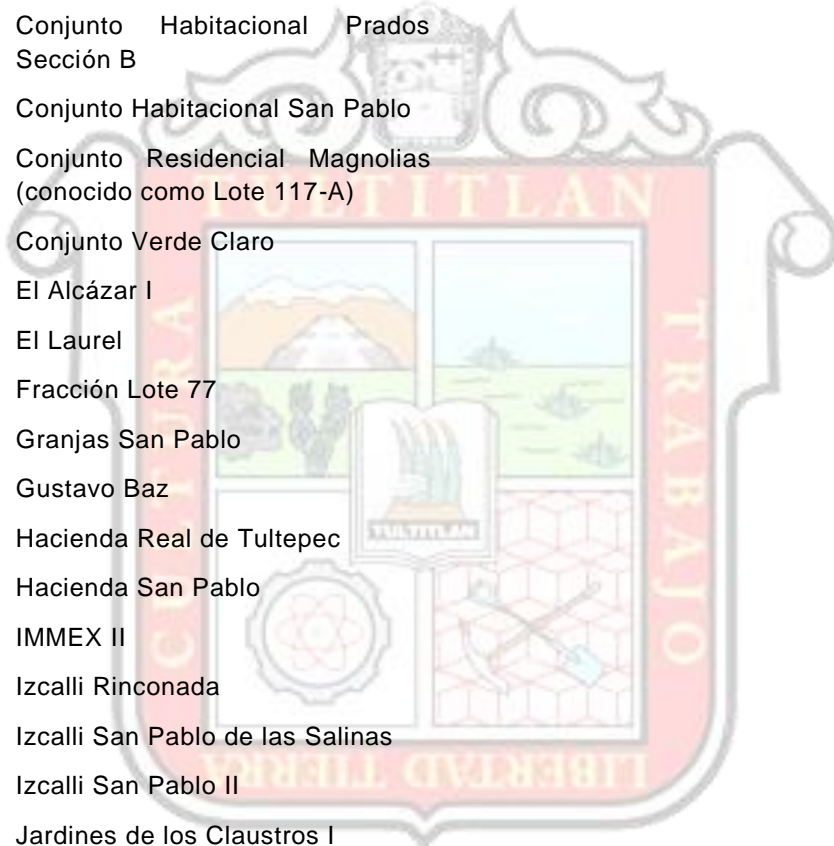 Conjunto Habitacional Prados
Sección B
Conjunto Habitacional San Pablo
Conjunto Residencial Magnolias
(conocido como Lote 117-A)
Conjunto Verde Claro
El Alcázar I
El Laurel
Fracción Lote 77
Granjas San Pablo
Gustavo Baz
Hacienda Real de Tultepec
Hacienda San Pablo
IMMEX II
Izcalli Rinconada
Izcalli San Pablo de las Salinas
Izcalli San Pablo II
Jardines de los Claustros I
TULTITLAN
CULTURA
TRABAJO
TULTITLAN
LIBERTAD TIERRA